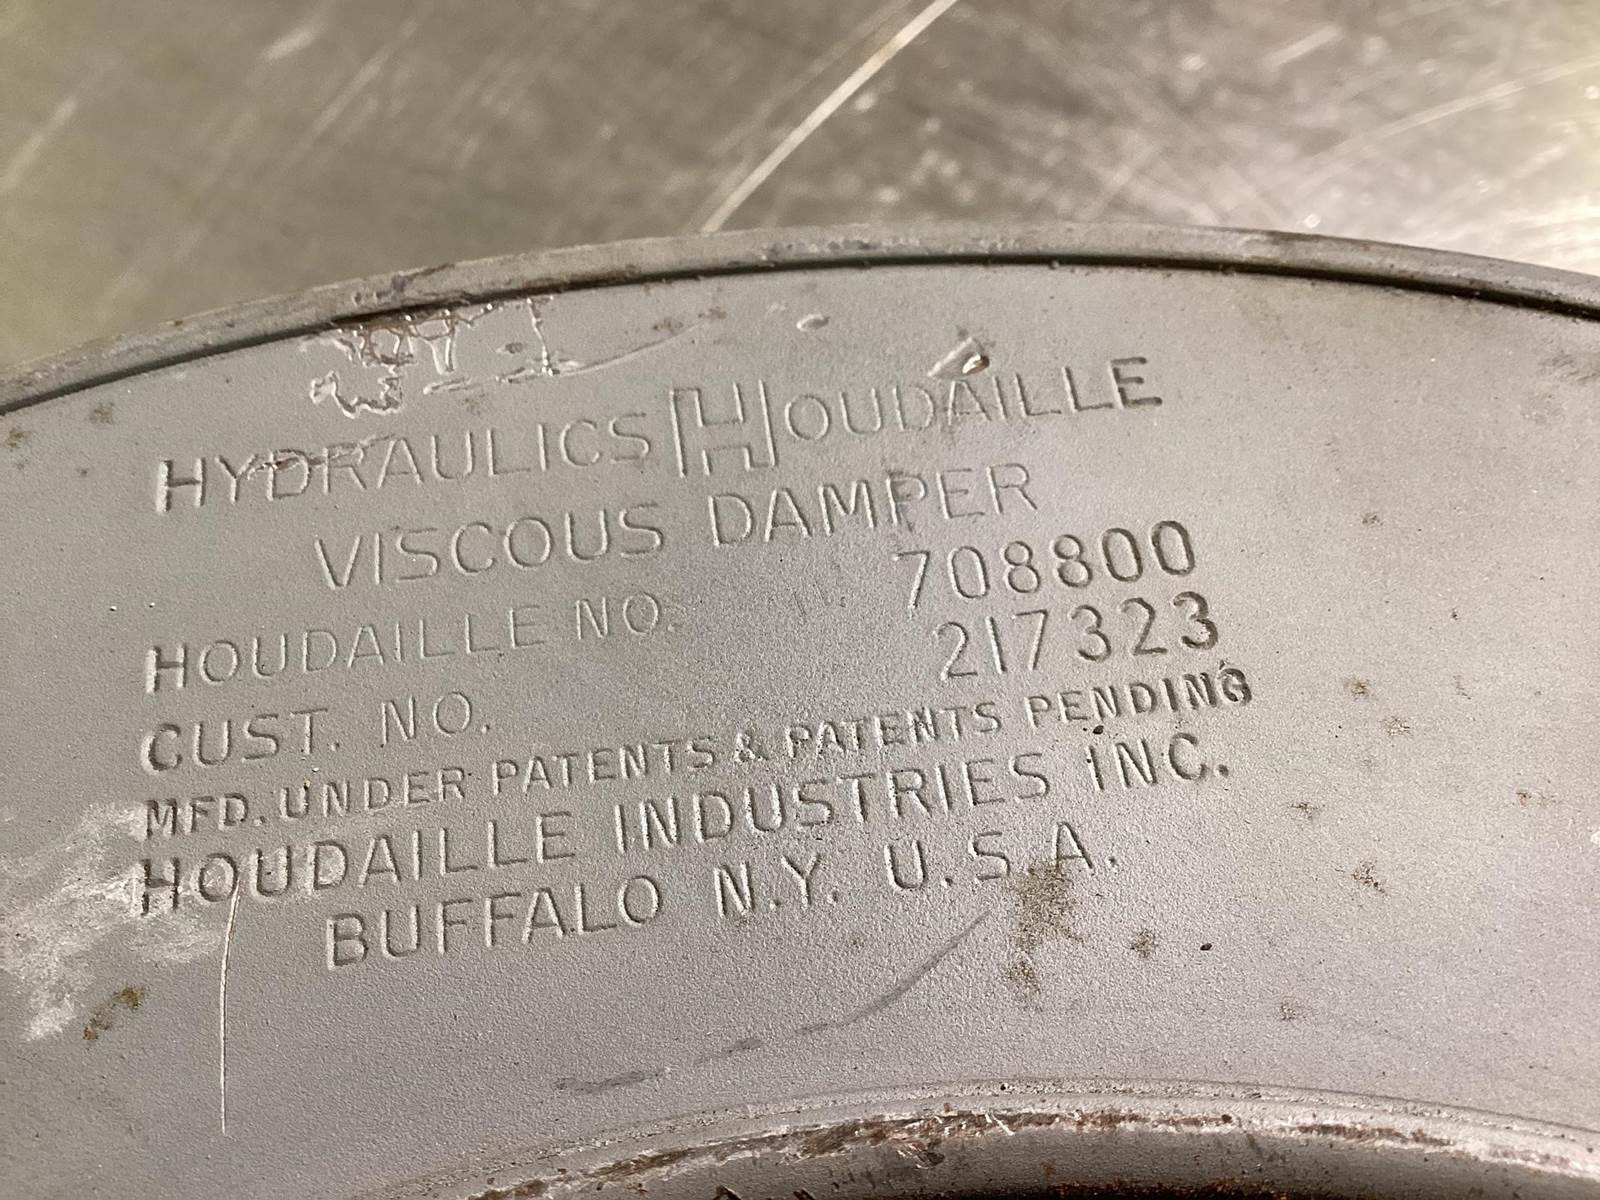 HYDRAULICS HOUDAILLE
VISCOUS DAMPER
HOUDAILLE NO. 708800
CUST. NO. 217323
MFD. UNDER PATENTS & PATENTS PENDING
HOUDAILLE INDUSTRIES INC.
BUFFALO N.Y. U.S.A.